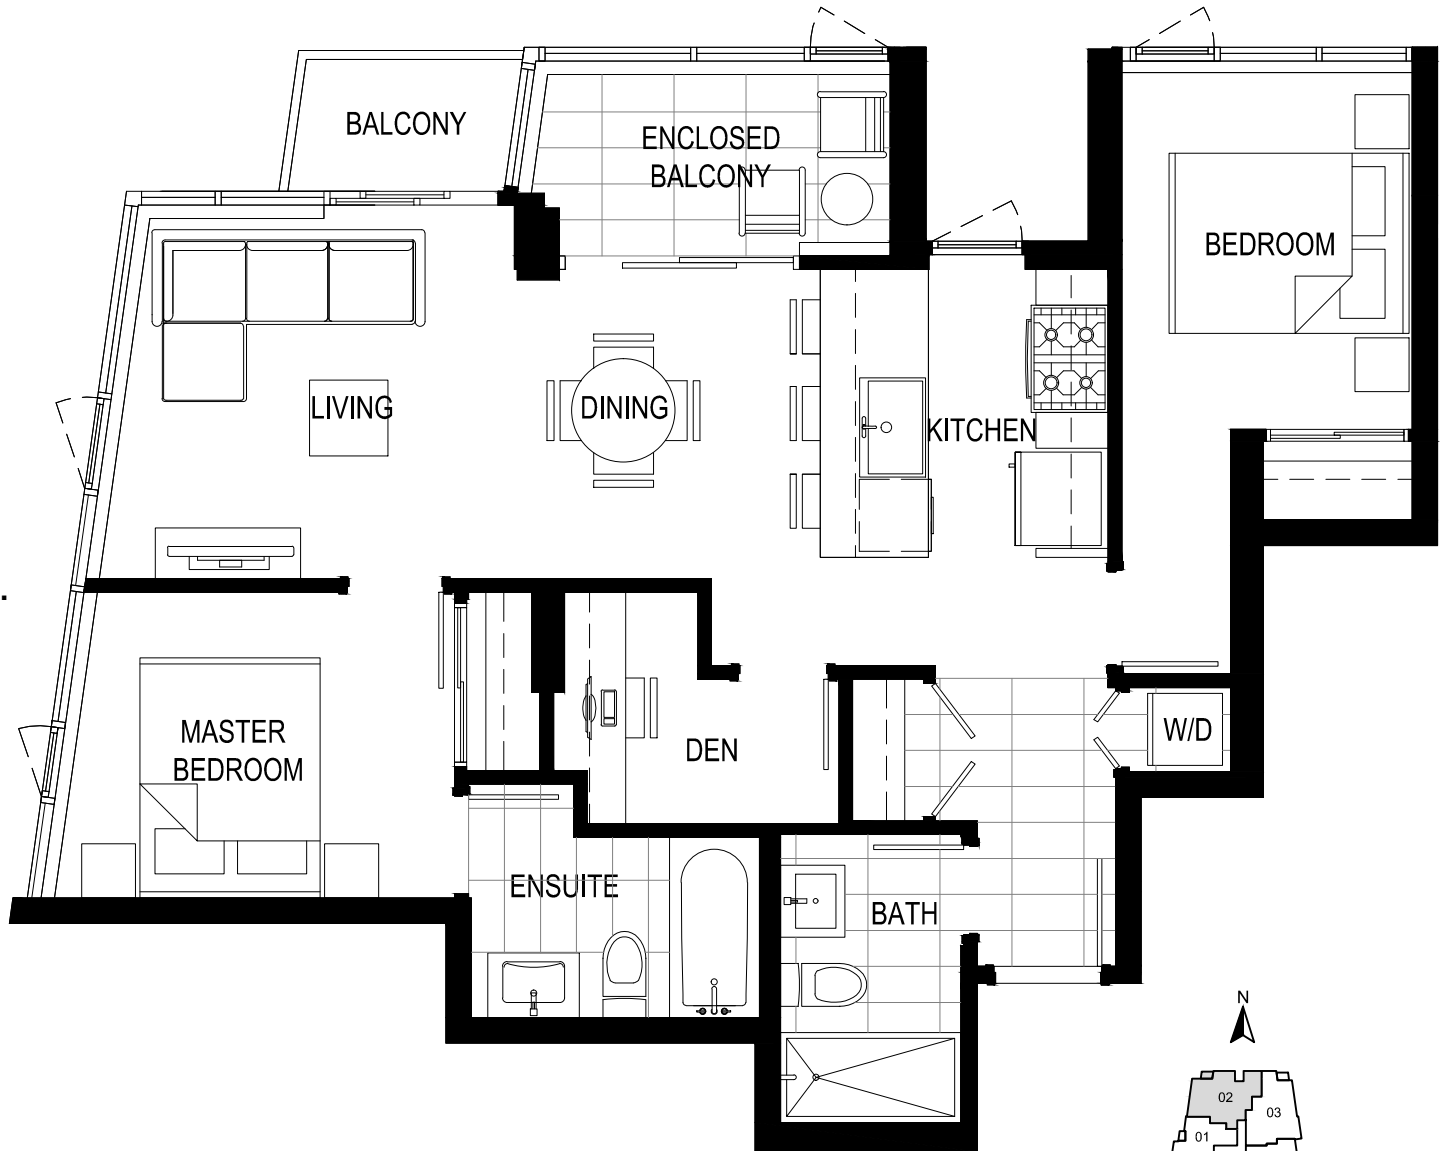 BALCONY
ENCLOSED
BALCONY
BEDROOM
LIVING
DINING
KITCHEN
MASTER
BEDROOM
DEN
W/D
ENSUITE
BATH
N
02
03
01